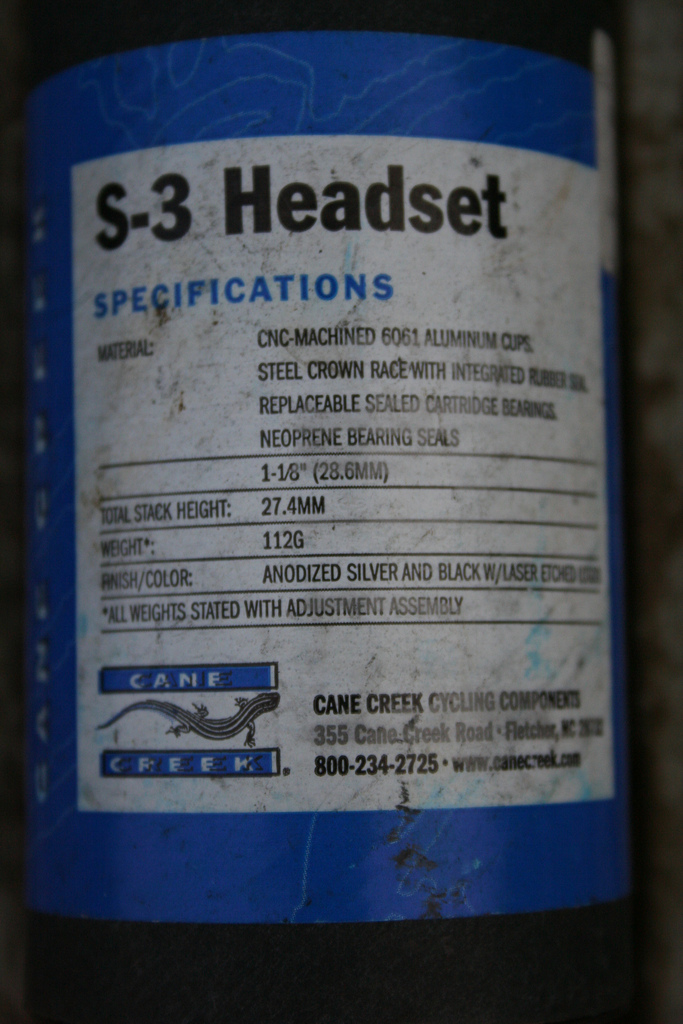 S-3 Headset
SPECIFICATIONS
MATERIAL: CNC-MACHINED 6061 ALUMINUM CUPS.
STEEL CROWN RACE WITH INTEGRATED RUBBER SEAL
REPLACEABLE SEALED CARTRIDGE BEARINGS.
NEOPRENE BEARING SEALS
1-1/8" (28.6MM)
TOTAL STACK HEIGHT: 27.4MM
WEIGHT*: 112G
FINISH/COLOR: ANODIZED SILVER AND BLACK W/LASER ETCHED
*ALL WEIGHTS STATED WITH ADJUSTMENT ASSEMBLY
CANE
CREEK®
CANE CREEK CYCLING COMPONENTS
355 Cane Creek Road • Fletcher, NC
800-234-2725 • www.canecreek.com
CANE CREEK